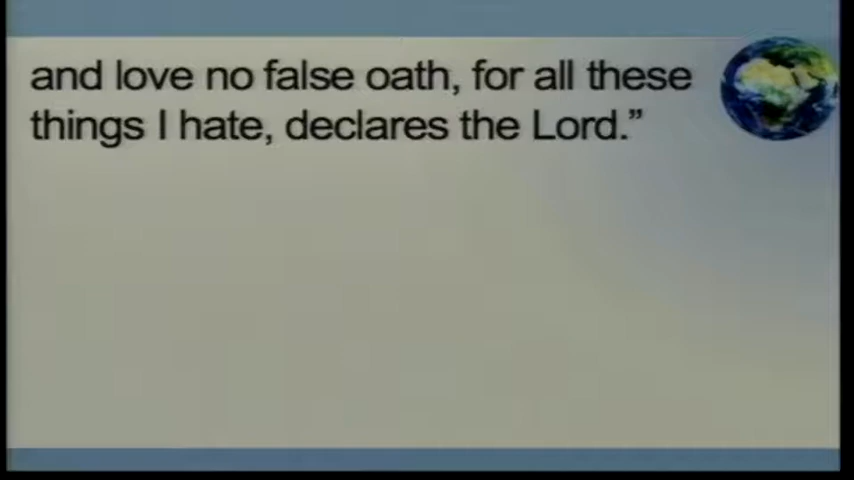 and love no false oath, for all these
things I hate, declares the Lord.”